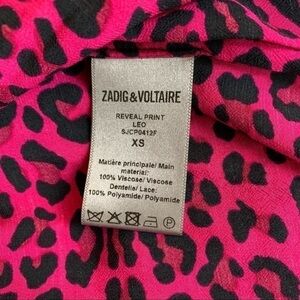 ZADIG & VOLTAIRE
REVEAL PRINT
LEO
SJCP0412F
XS
Matière principale/ Main
material:
100% Viscose/ Viscose
Dentelle/ Lace:
100% Polyamide/ Polyamide
P